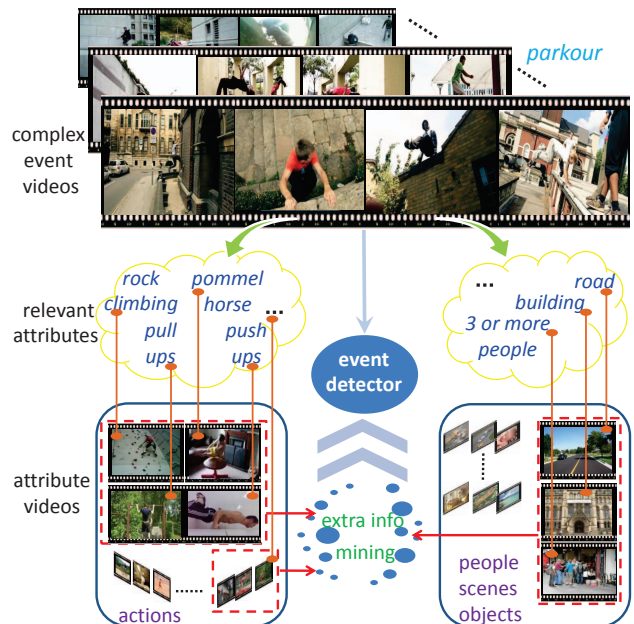 parkour
complex
event
videos
relevant
attributes
rock
climbing
pommel
horse
pull
ups
push
ups
...
...
road
building
3 or more
people
event
detector
attribute
videos
extra info
mining
actions
people
scenes
objects